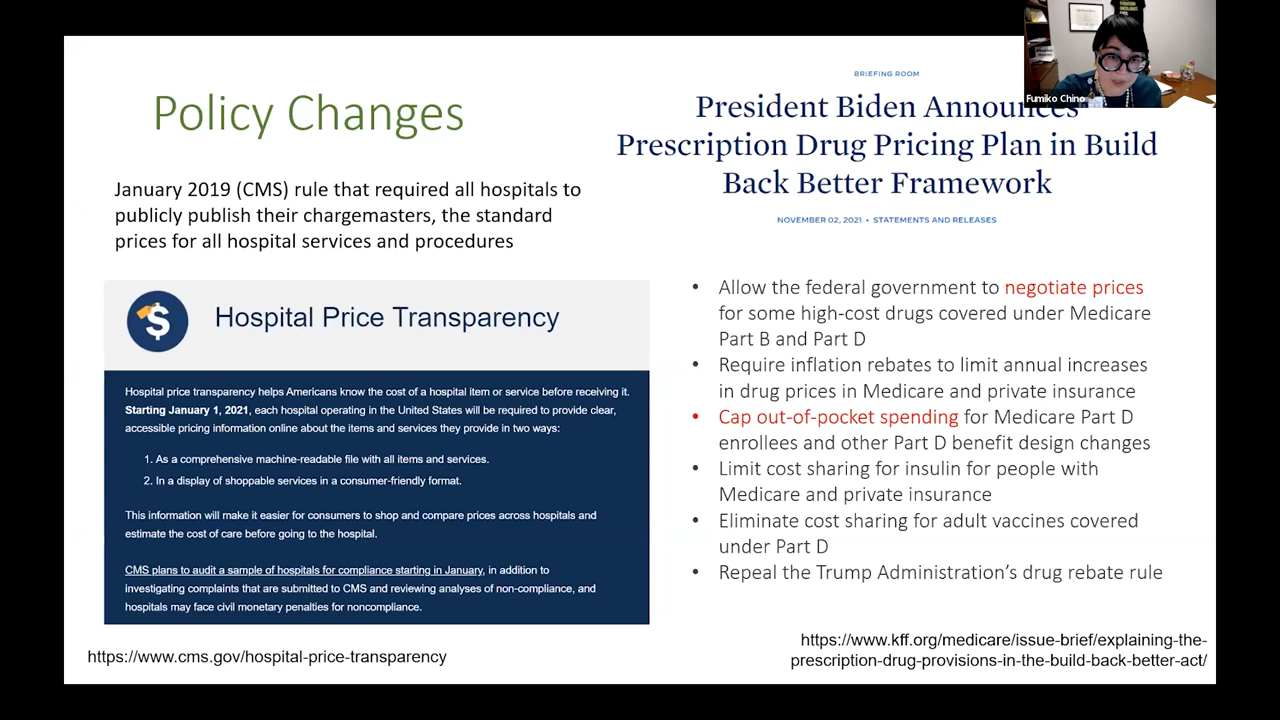 Policy Changes
January 2019 (CMS) rule that required all hospitals to
publicly publish their chargemasters, the standard
prices for all hospital services and procedures
Hospital Price Transparency
Hospital price transparency helps Americans know the cost of a hospital item or service before receiving it.
Starting January 1, 2021, each hospital operating in the United States will be required to provide clear,
accessible pricing information online about the items and services they provide in two ways:
1. As a comprehensive machine-readable file with all items and services.
2. In a display of shoppable services in a consumer-friendly format.
This information will make it easier for consumers to shop and compare prices across hospitals and
estimate the cost of care before going to the hospital.
CMS plans to audit a sample of hospitals for compliance starting in January, in addition to
investigating complaints that are submitted to CMS and reviewing analyses of non-compliance, and
hospitals may face civil monetary penalties for noncompliance.
https://www.cms.gov/hospital-price-transparency
BRIEFING ROOM
President Biden Announces
Prescription Drug Pricing Plan in Build
Back Better Framework
NOVEMBER 02, 2021 • STATEMENTS AND RELEASES
• Allow the federal government to negotiate prices
for some high-cost drugs covered under Medicare
Part B and Part D
• Require inflation rebates to limit annual increases
in drug prices in Medicare and private insurance
• Cap out-of-pocket spending for Medicare Part D
enrollees and other Part D benefit design changes
• Limit cost sharing for insulin for people with
Medicare and private insurance
• Eliminate cost sharing for adult vaccines covered
under Part D
• Repeal the Trump Administration's drug rebate rule
https://www.kff.org/medicare/issue-brief/explaining-the-
prescription-drug-provisions-in-the-build-back-better-act/
Fumiko Chino